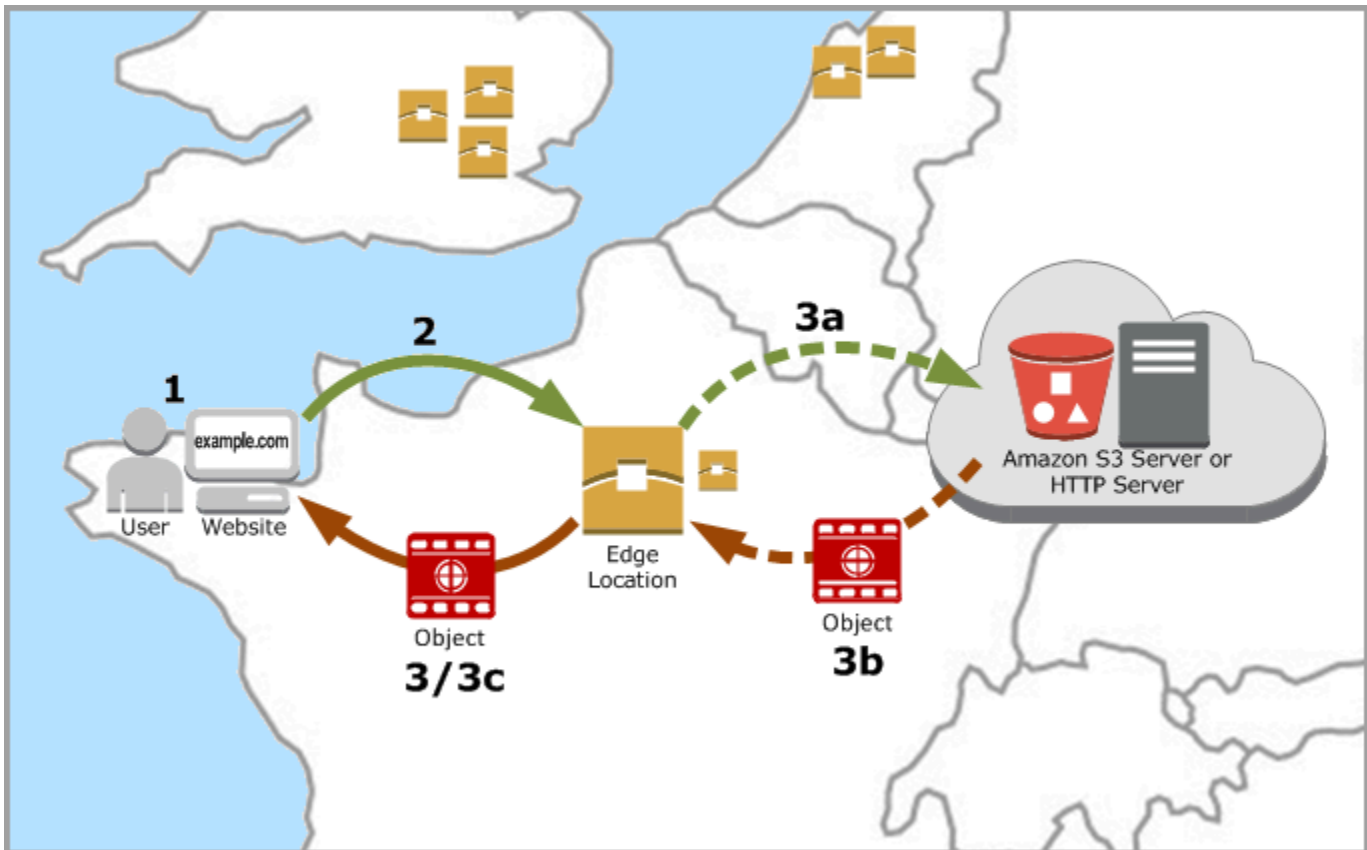 2
3a
1
example.com
User
Website
Edge
Location
Amazon S3 Server or
HTTP Server
Object
3/3c
Object
3b